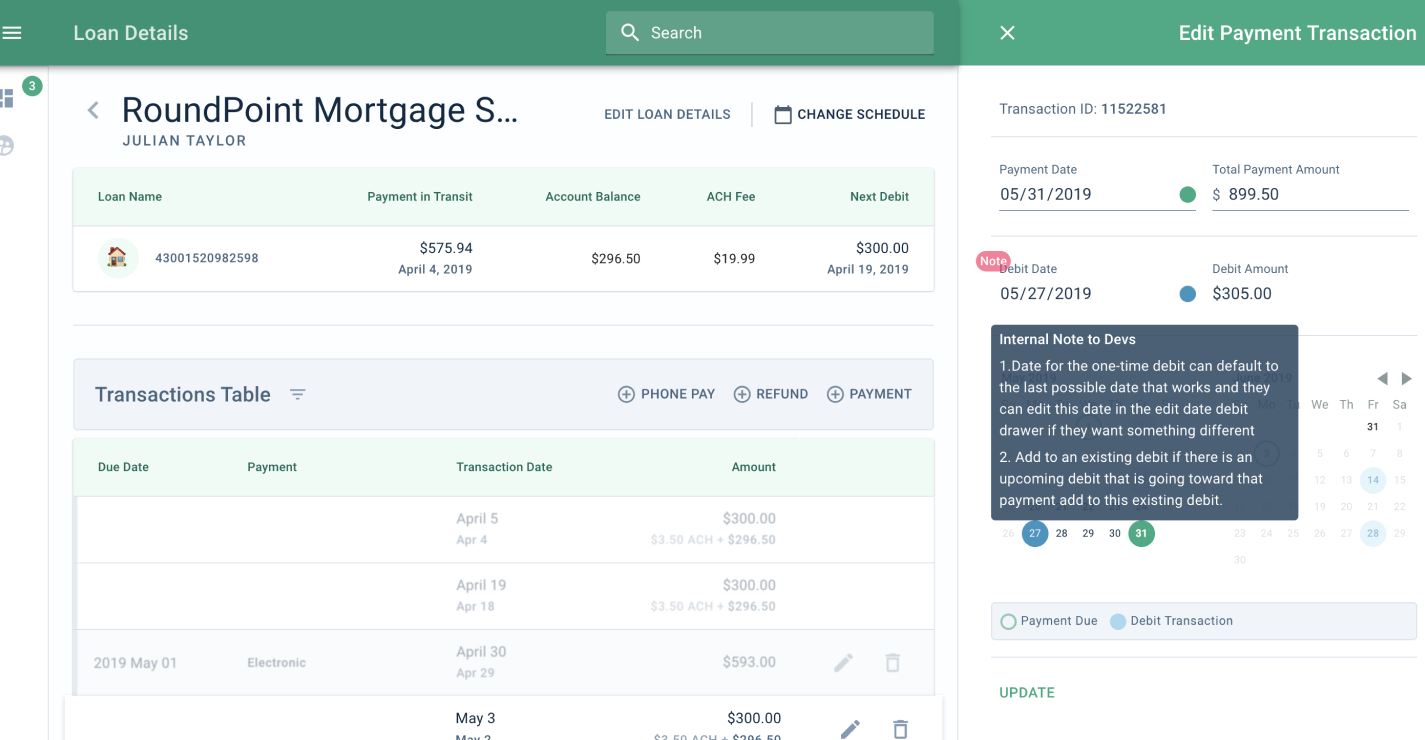 Loan Details
Search
Edit Payment Transaction
3
RoundPoint Mortgage S...
JULIAN TAYLOR
EDIT LOAN DETAILS
CHANGE SCHEDULE
Loan Name Payment in Transit Account Balance ACH Fee Next Debit
43001520982598 $575.94 $296.50 $19.99 $300.00
April 4, 2019 April 19, 2019
Transactions Table
PHONE PAY REFUND PAYMENT
Due Date Payment Transaction Date Amount
April 5 $300.00
Apr 4 $3.50 ACH + $296.50
April 19 $300.00
Apr 18 $3.50 ACH + $296.50
2019 May 01 Electronic April 30 $593.00
Apr 29
May 3 $300.00
May 2 $3.50 ACH + $296.50
Transaction ID: 11522581
Payment Date Total Payment Amount
05/31/2019 $ 899.50
Note
Debit Date Debit Amount
05/27/2019 $305.00
Internal Note to Devs
1.Date for the one-time debit can default to
the last possible date that works and they
can edit this date in the edit date debit
drawer if they want something different
2. Add to an existing debit if there is an
upcoming debit that is going toward that
payment add to this existing debit.
26 27 28 29 30 31
We Th Fr Sa
31 1
5 6 7 8
12 13 14 15
19 20 21 22
23 24 25 26 27 28 29
30
Payment Due Debit Transaction
UPDATE